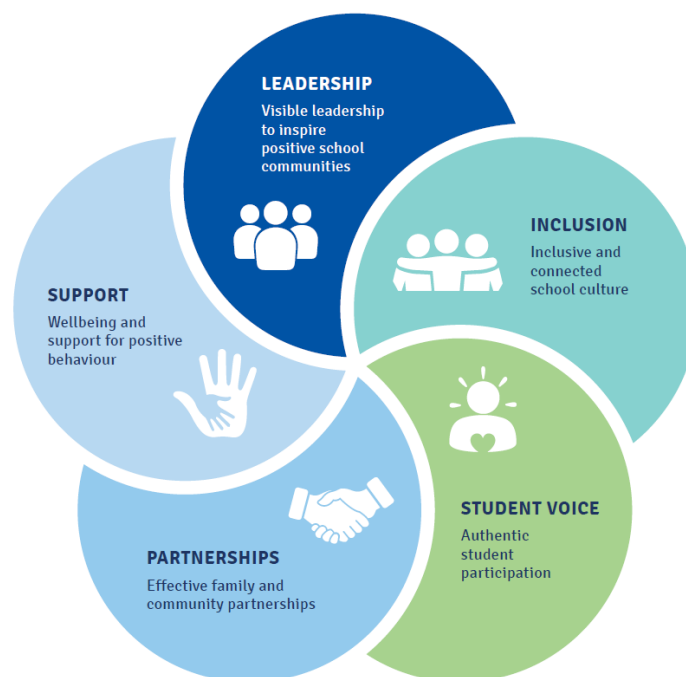 LEADERSHIP
Visible leadership
to inspire
positive school
communities
INCLUSION
Inclusive and
connected
school culture
STUDENT VOICE
Authentic
student
participation
PARTNERSHIPS
Effective family and
community partnerships
SUPPORT
Wellbeing and
support for positive
behaviour